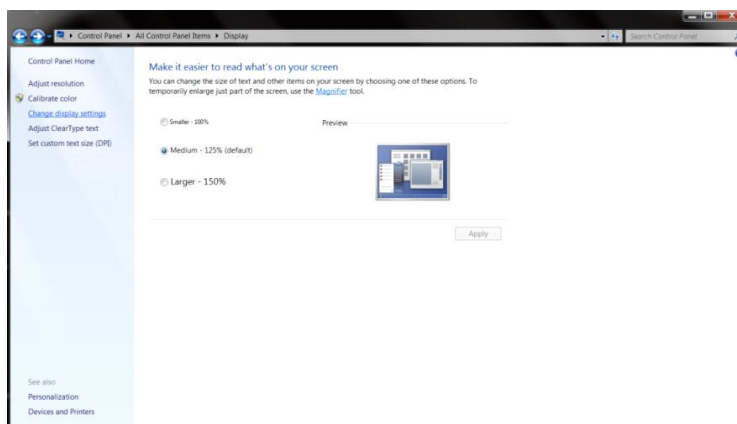 Control Panel ▸ All Control Panel Items ▸ Display
Search Control Panel
Control Panel Home
Adjust resolution
Calibrate color
Change display settings
Adjust ClearType text
Set custom text size (DPI)
See also
Personalization
Devices and Printers
Make it easier to read what's on your screen
You can change the size of text and other items on your screen by choosing one of these options. To
temporarily enlarge just part of the screen, use the Magnifier tool.
Smaller - 100%
Preview
Medium - 125% (default)
Larger - 150%
Apply